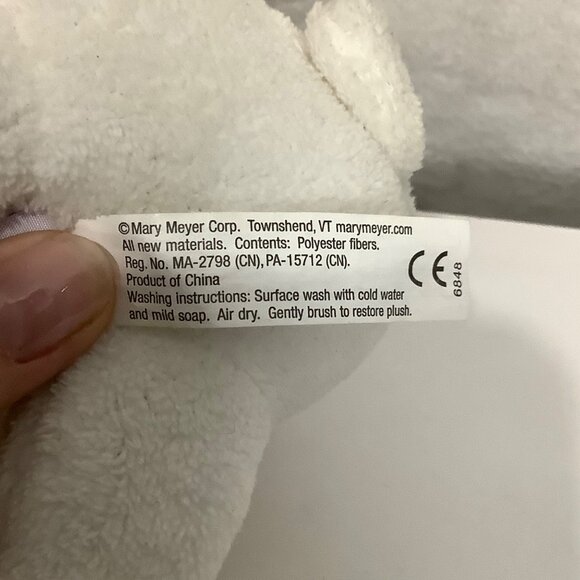 ©Mary Meyer Corp. Townshend, VT marymeyer.com
All new materials. Contents: Polyester fibers.
Reg. No. MA-2798 (CN), PA-15712 (CN).
Product of China
Washing instructions: Surface wash with cold water
and mild soap. Air dry. Gently brush to restore plush.
CE
6848